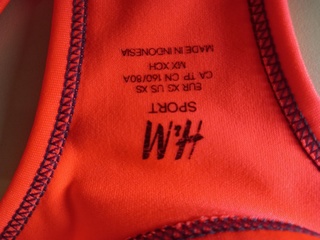 H&M
SPORT
EUR XS US XS
CA TP CN 160/80A
MX XCH
MADE IN INDONESIA